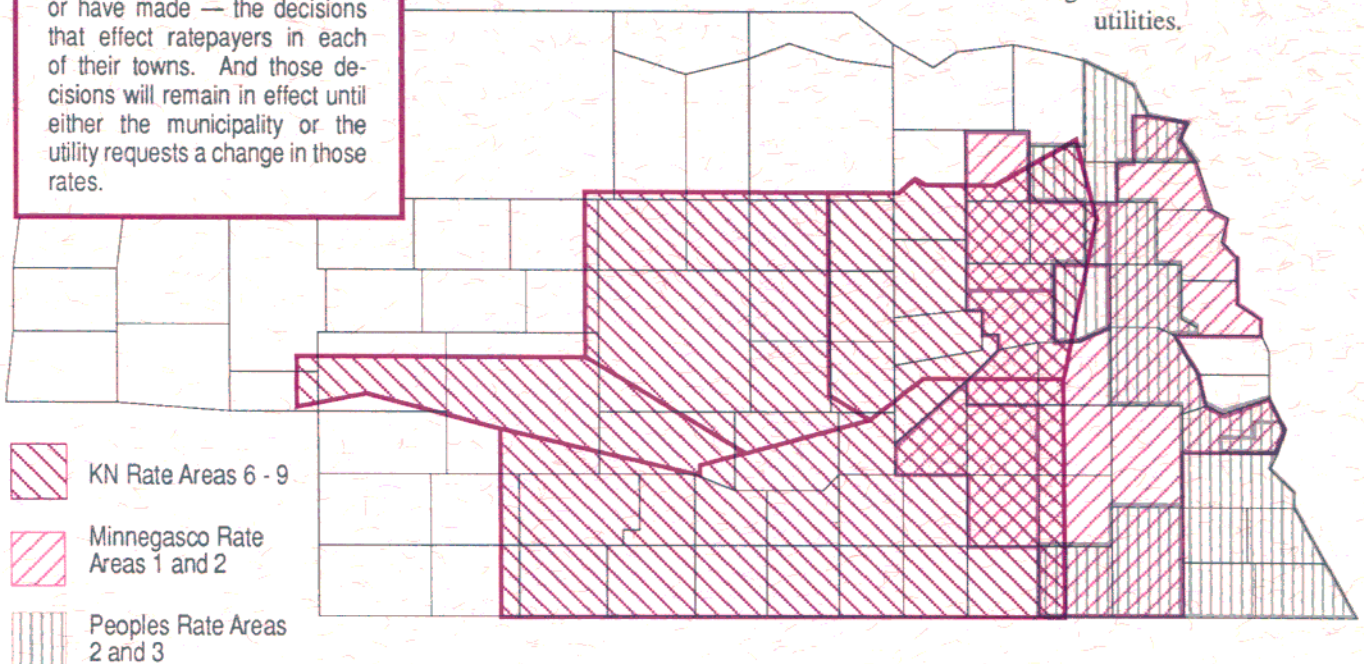 or have made — the decisions
that effect ratepayers in each
of their towns. And those de-
cisions will remain in effect until
either the municipality or the
utility requests a change in those
rates.
utilities.
KN Rate Areas 6 - 9
Minnegasco Rate
Areas 1 and 2
Peoples Rate Areas
2 and 3